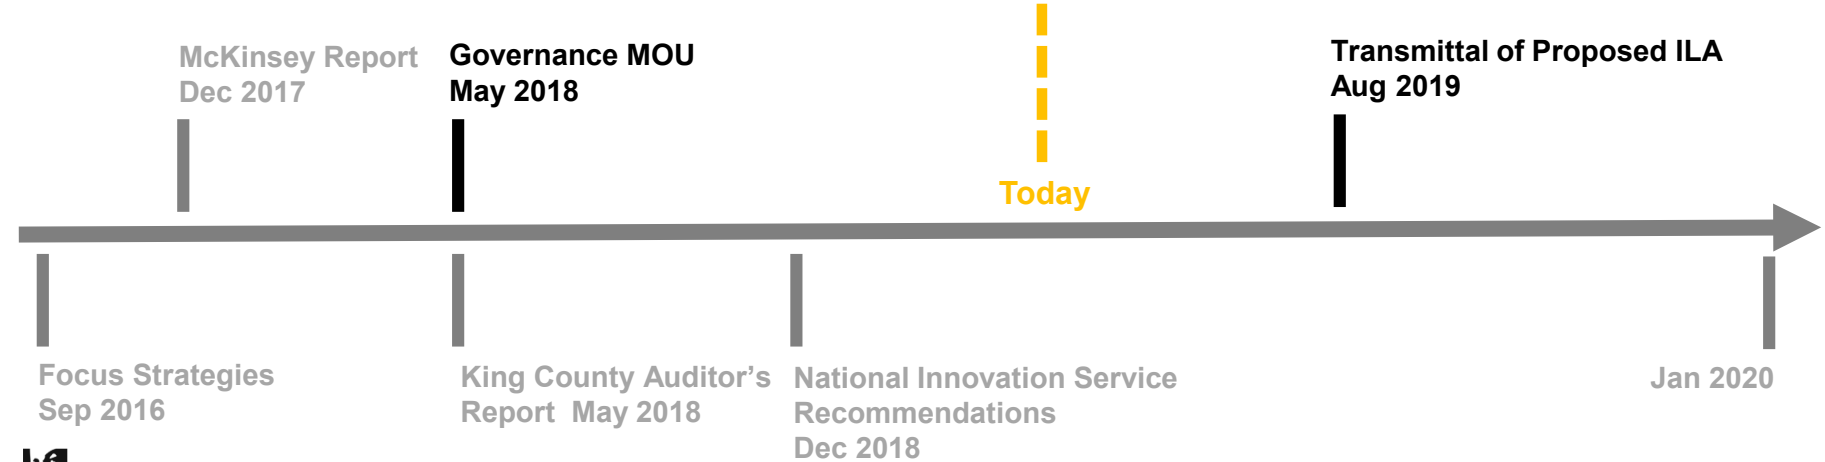 McKinsey Report
Dec 2017
Governance MOU
May 2018
Today
Transmittal of Proposed ILA
Aug 2019
Focus Strategies
Sep 2016
King County Auditor’s
Report  May 2018
National Innovation Service
Recommendations
Dec 2018
Jan 2020